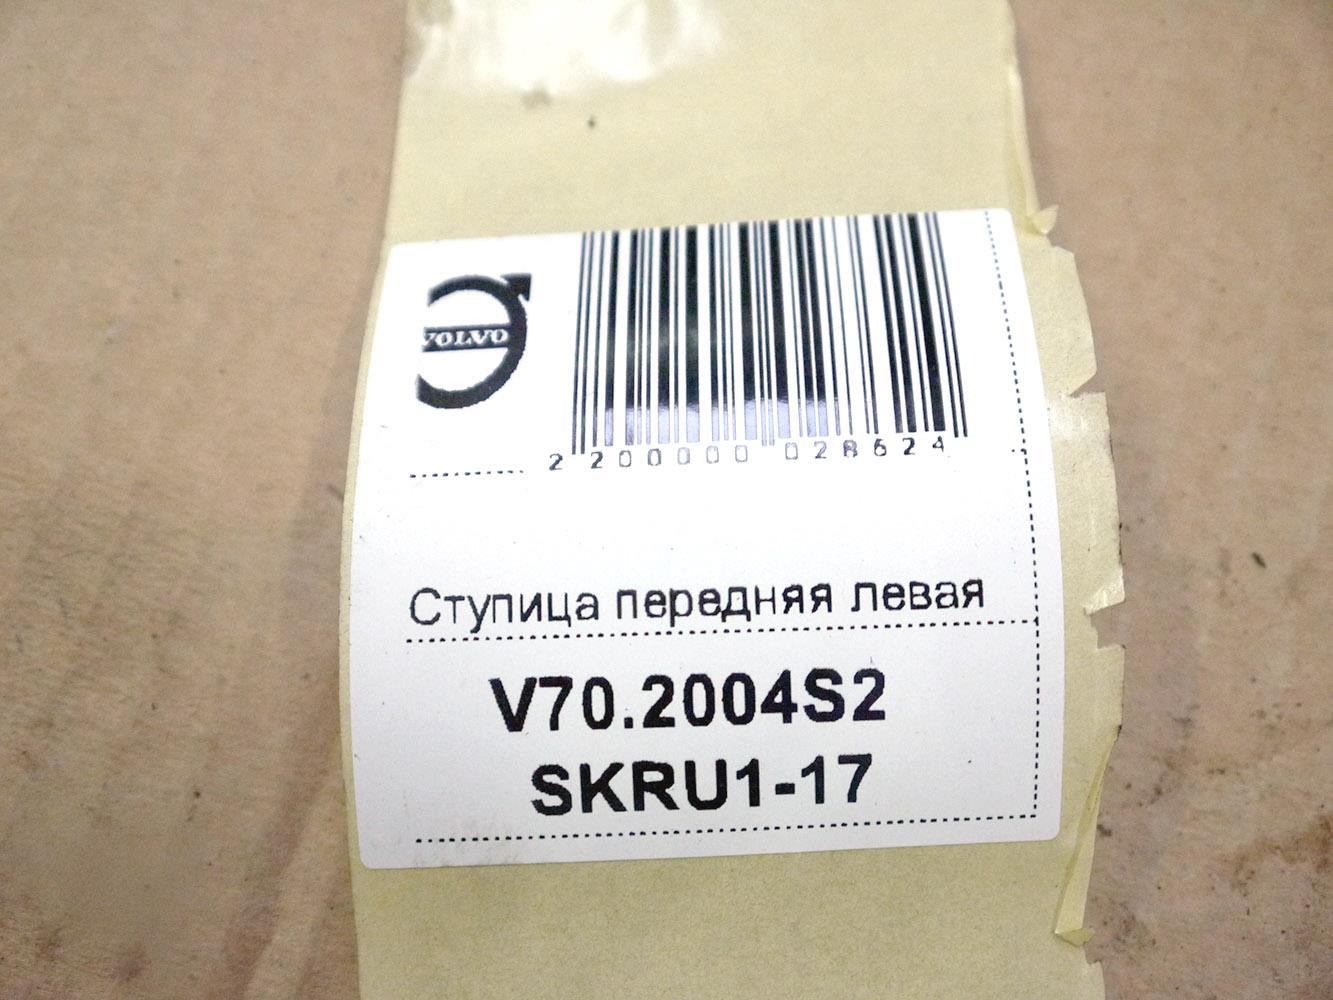 VOLVO
2 200000 028624
Ступица передняя левая
V70.2004S2
SKRU1-17